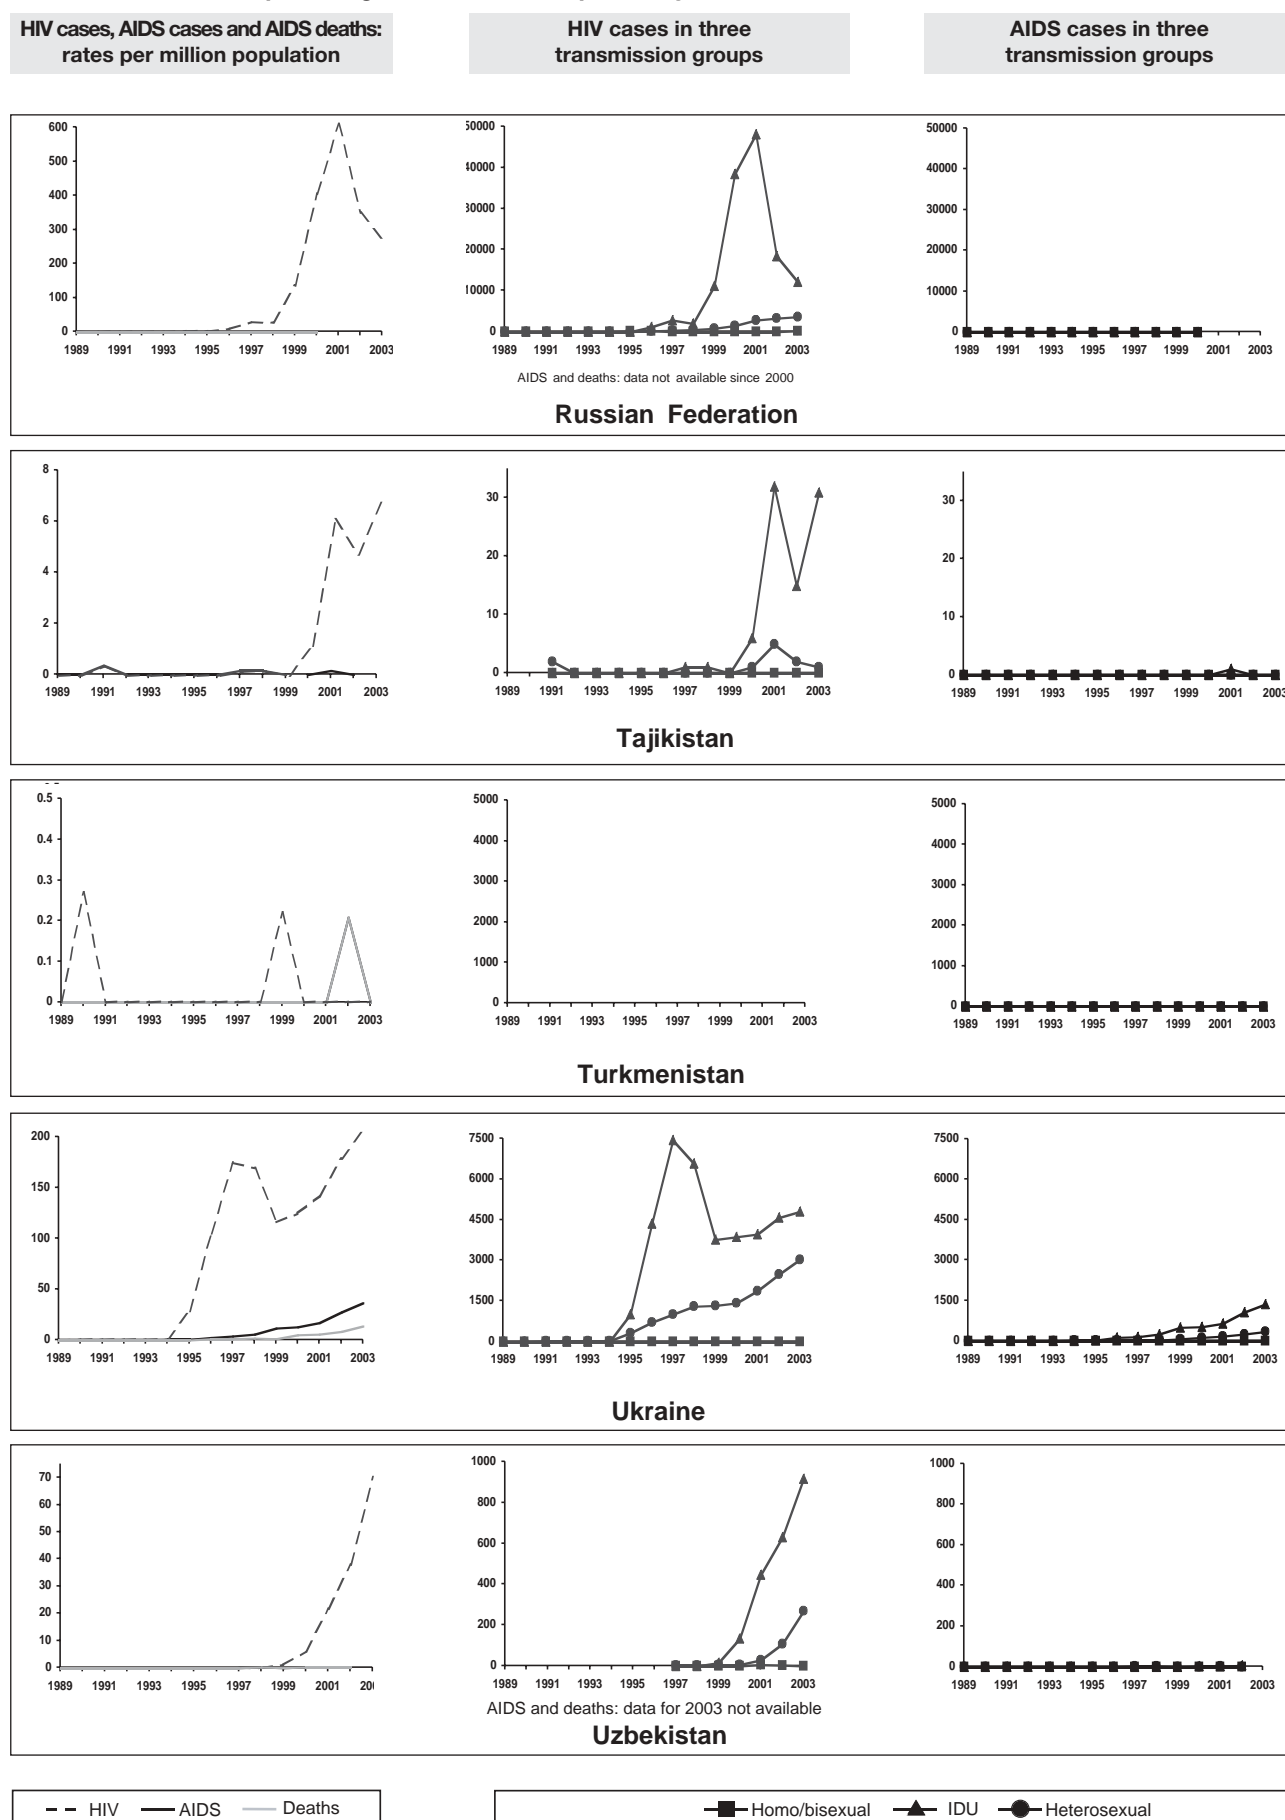 HIV cases, AIDS cases and AIDS deaths:
rates per million population
HIV cases in three
transmission groups
AIDS cases in three
transmission groups
600
500
400
300
200
100
0
1989 1991 1993 1995 1997 1999 2001 2003
50000
40000
30000
20000
10000
0
1989 1991 1993 1995 1997 1999 2001 2003
50000
40000
30000
20000
10000
0
1989 1991 1993 1995 1997 1999 2001 2003
AIDS and deaths: data not available since 2000
Russian Federation
8
6
4
2
0
1989 1991 1993 1995 1997 1999 2001 2003
30
20
10
0
1989 1991 1993 1995 1997 1999 2001 2003
30
20
10
0
1989 1991 1993 1995 1997 1999 2001 2003
Tajikistan
0.5
0.4
0.3
0.2
0.1
0
1989 1991 1993 1995 1997 1999 2001 2003
5000
4000
3000
2000
1000
0
1989 1991 1993 1995 1997 1999 2001 2003
5000
4000
3000
2000
1000
0
1989 1991 1993 1995 1997 1999 2001 2003
Turkmenistan
200
150
100
50
0
1989 1991 1993 1995 1997 1999 2001 2003
7500
6000
4500
3000
1500
0
1989 1991 1993 1995 1997 1999 2001 2003
7500
6000
4500
3000
1500
0
1989 1991 1993 1995 1997 1999 2001 2003
Ukraine
70
60
50
40
30
20
10
0
1989 1991 1993 1995 1997 1999 2001 20
1000
800
600
400
200
0
1989 1991 1993 1995 1997 1999 2001 2003
1000
800
600
400
200
0
1989 1991 1993 1995 1997 1999 2001 2003
AIDS and deaths: data for 2003 not available
Uzbekistan
HIV AIDS Deaths
Homo/bisexual IDU Heterosexual